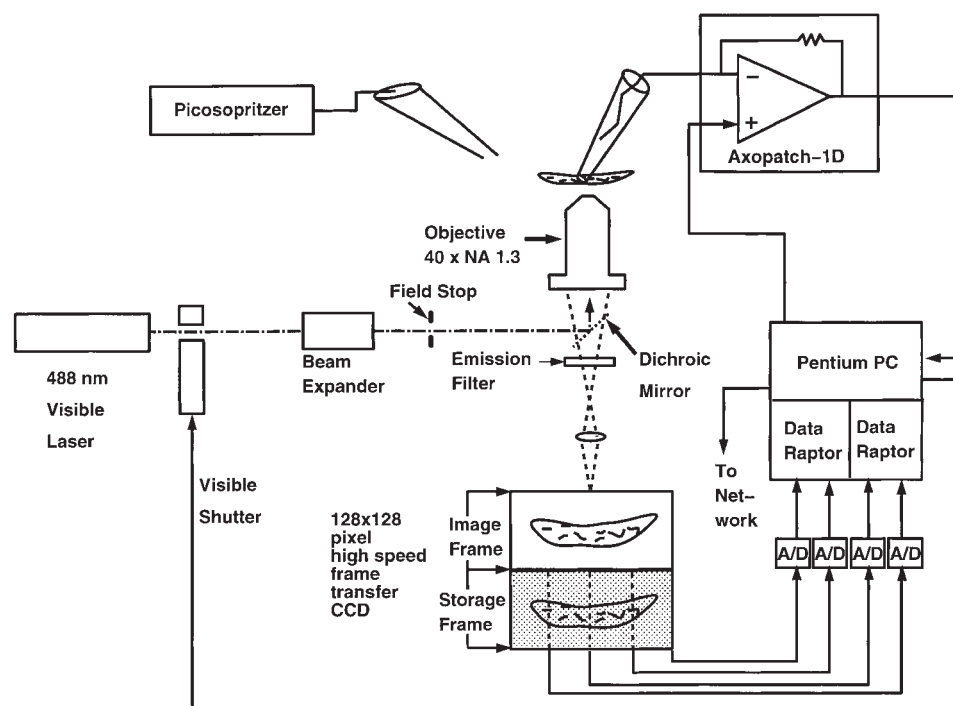 Picosopritzer
Axopatch-1D
Objective
40 x NA 1.3
Field Stop
488 nm
Visible
Laser
Beam
Expander
Emission
Filter
Dichroic
Mirror
Pentium PC
Data
Raptor
Data
Raptor
To
Net-
work
Visible
Shutter
128x128
pixel
high speed
frame
transfer
CCD
Image
Frame
Storage
Frame
A/D
A/D
A/D
A/D